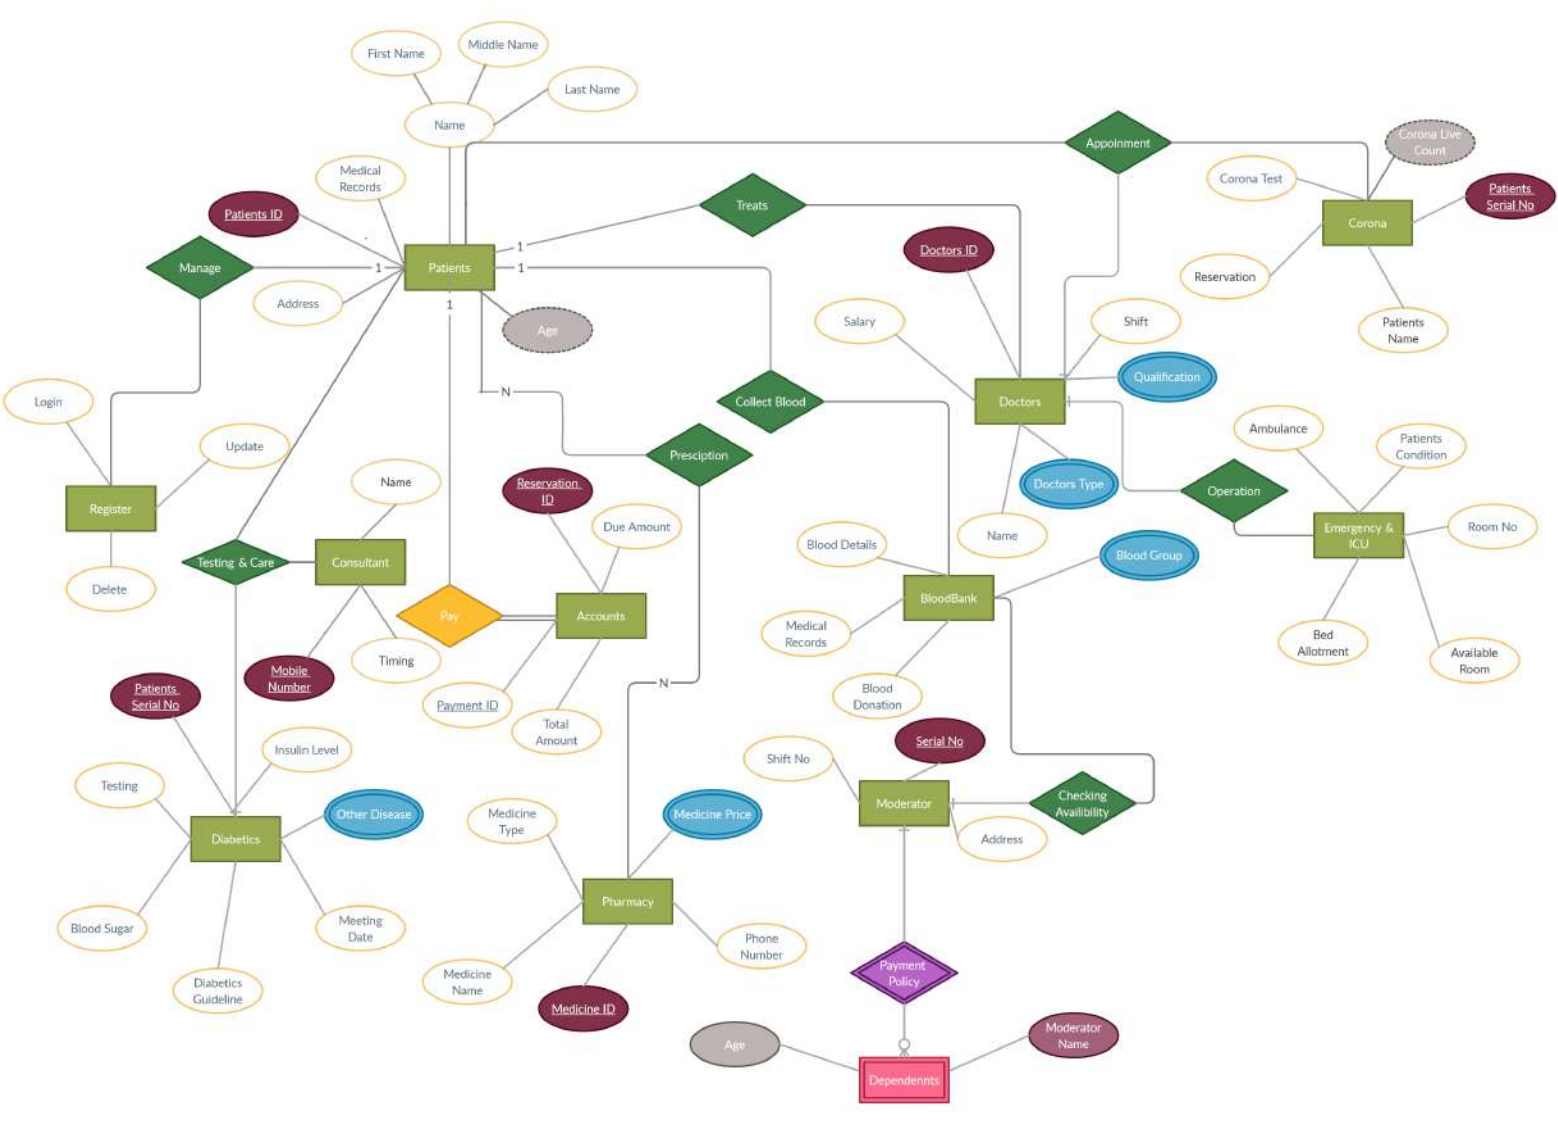 First Name
Middle Name
Last Name
Name
Medical
Records
Patients ID
Manage
1
Patients
1
1
1
Address
Age
Treats
Appoinment
Corona Live
Count
Corona Test
Patients
Serial No
Corona
Reservation
Patients
Name
Doctors ID
Salary
Shift
Qualification
Doctors
Doctors Type
Name
Collect Blood
N
Presciption
N
Login
Update
Register
Delete
Testing & Care
Name
Consultant
Mobile
Number
Timing
Reservation
ID
Due Amount
Pay
Accounts
Payment ID
Total
Amount
Operation
Ambulance
Patients
Condition
Emergency &
ICU
Room No
Bed
Allotment
Available
Room
Blood Details
Blood Group
BloodBank
Medical
Records
Blood
Donation
Patients
Serial No
Insulin Level
Testing
Other Disease
Diabetics
Blood Sugar
Meeting
Date
Diabetics
Guideline
Medicine
Type
Medicine Price
Pharmacy
Phone
Number
Medicine
Name
Medicine ID
Serial No
Shift No
Moderator
Checking
Availibility
Address
Payment
Policy
Age
Moderator
Name
Dependennts